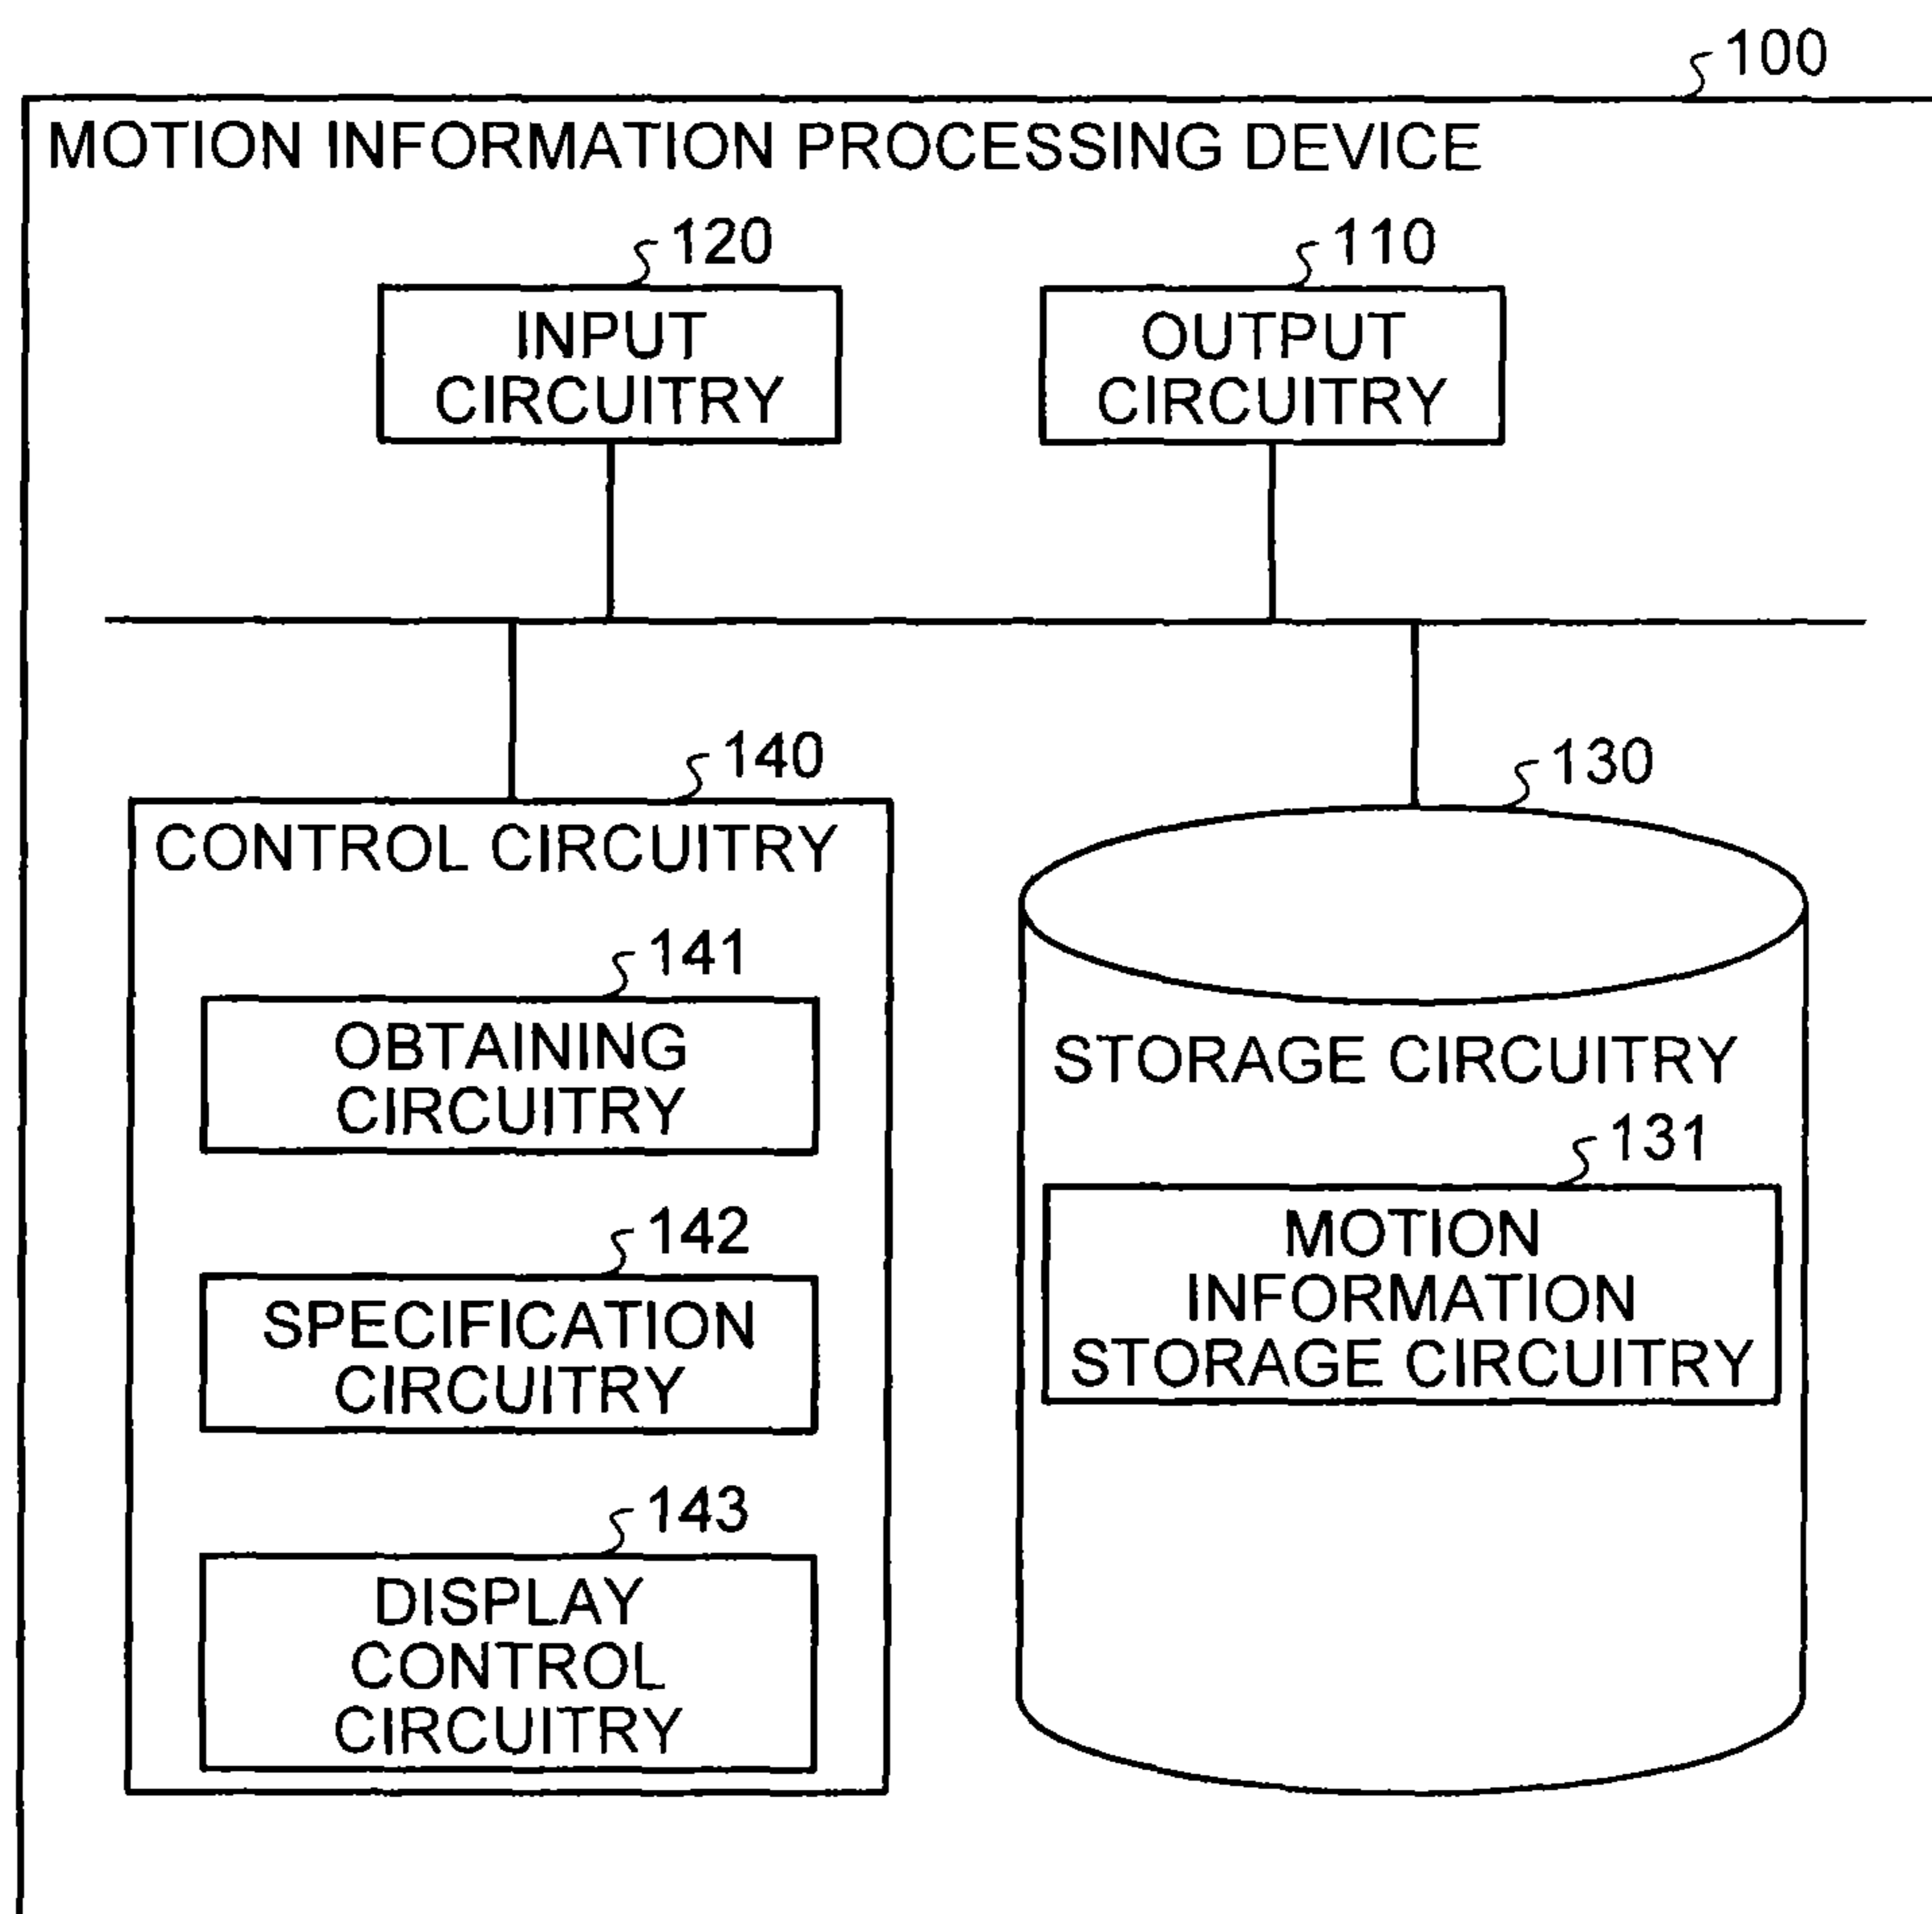 100
MOTION INFORMATION PROCESSING DEVICE
120
INPUT
CIRCUITRY
110
OUTPUT
CIRCUITRY
140
CONTROL CIRCUITRY
141
OBTAINING
CIRCUITRY
142
SPECIFICATION
CIRCUITRY
143
DISPLAY
CONTROL
CIRCUITRY
130
STORAGE CIRCUITRY
131
MOTION
INFORMATION
STORAGE CIRCUITRY